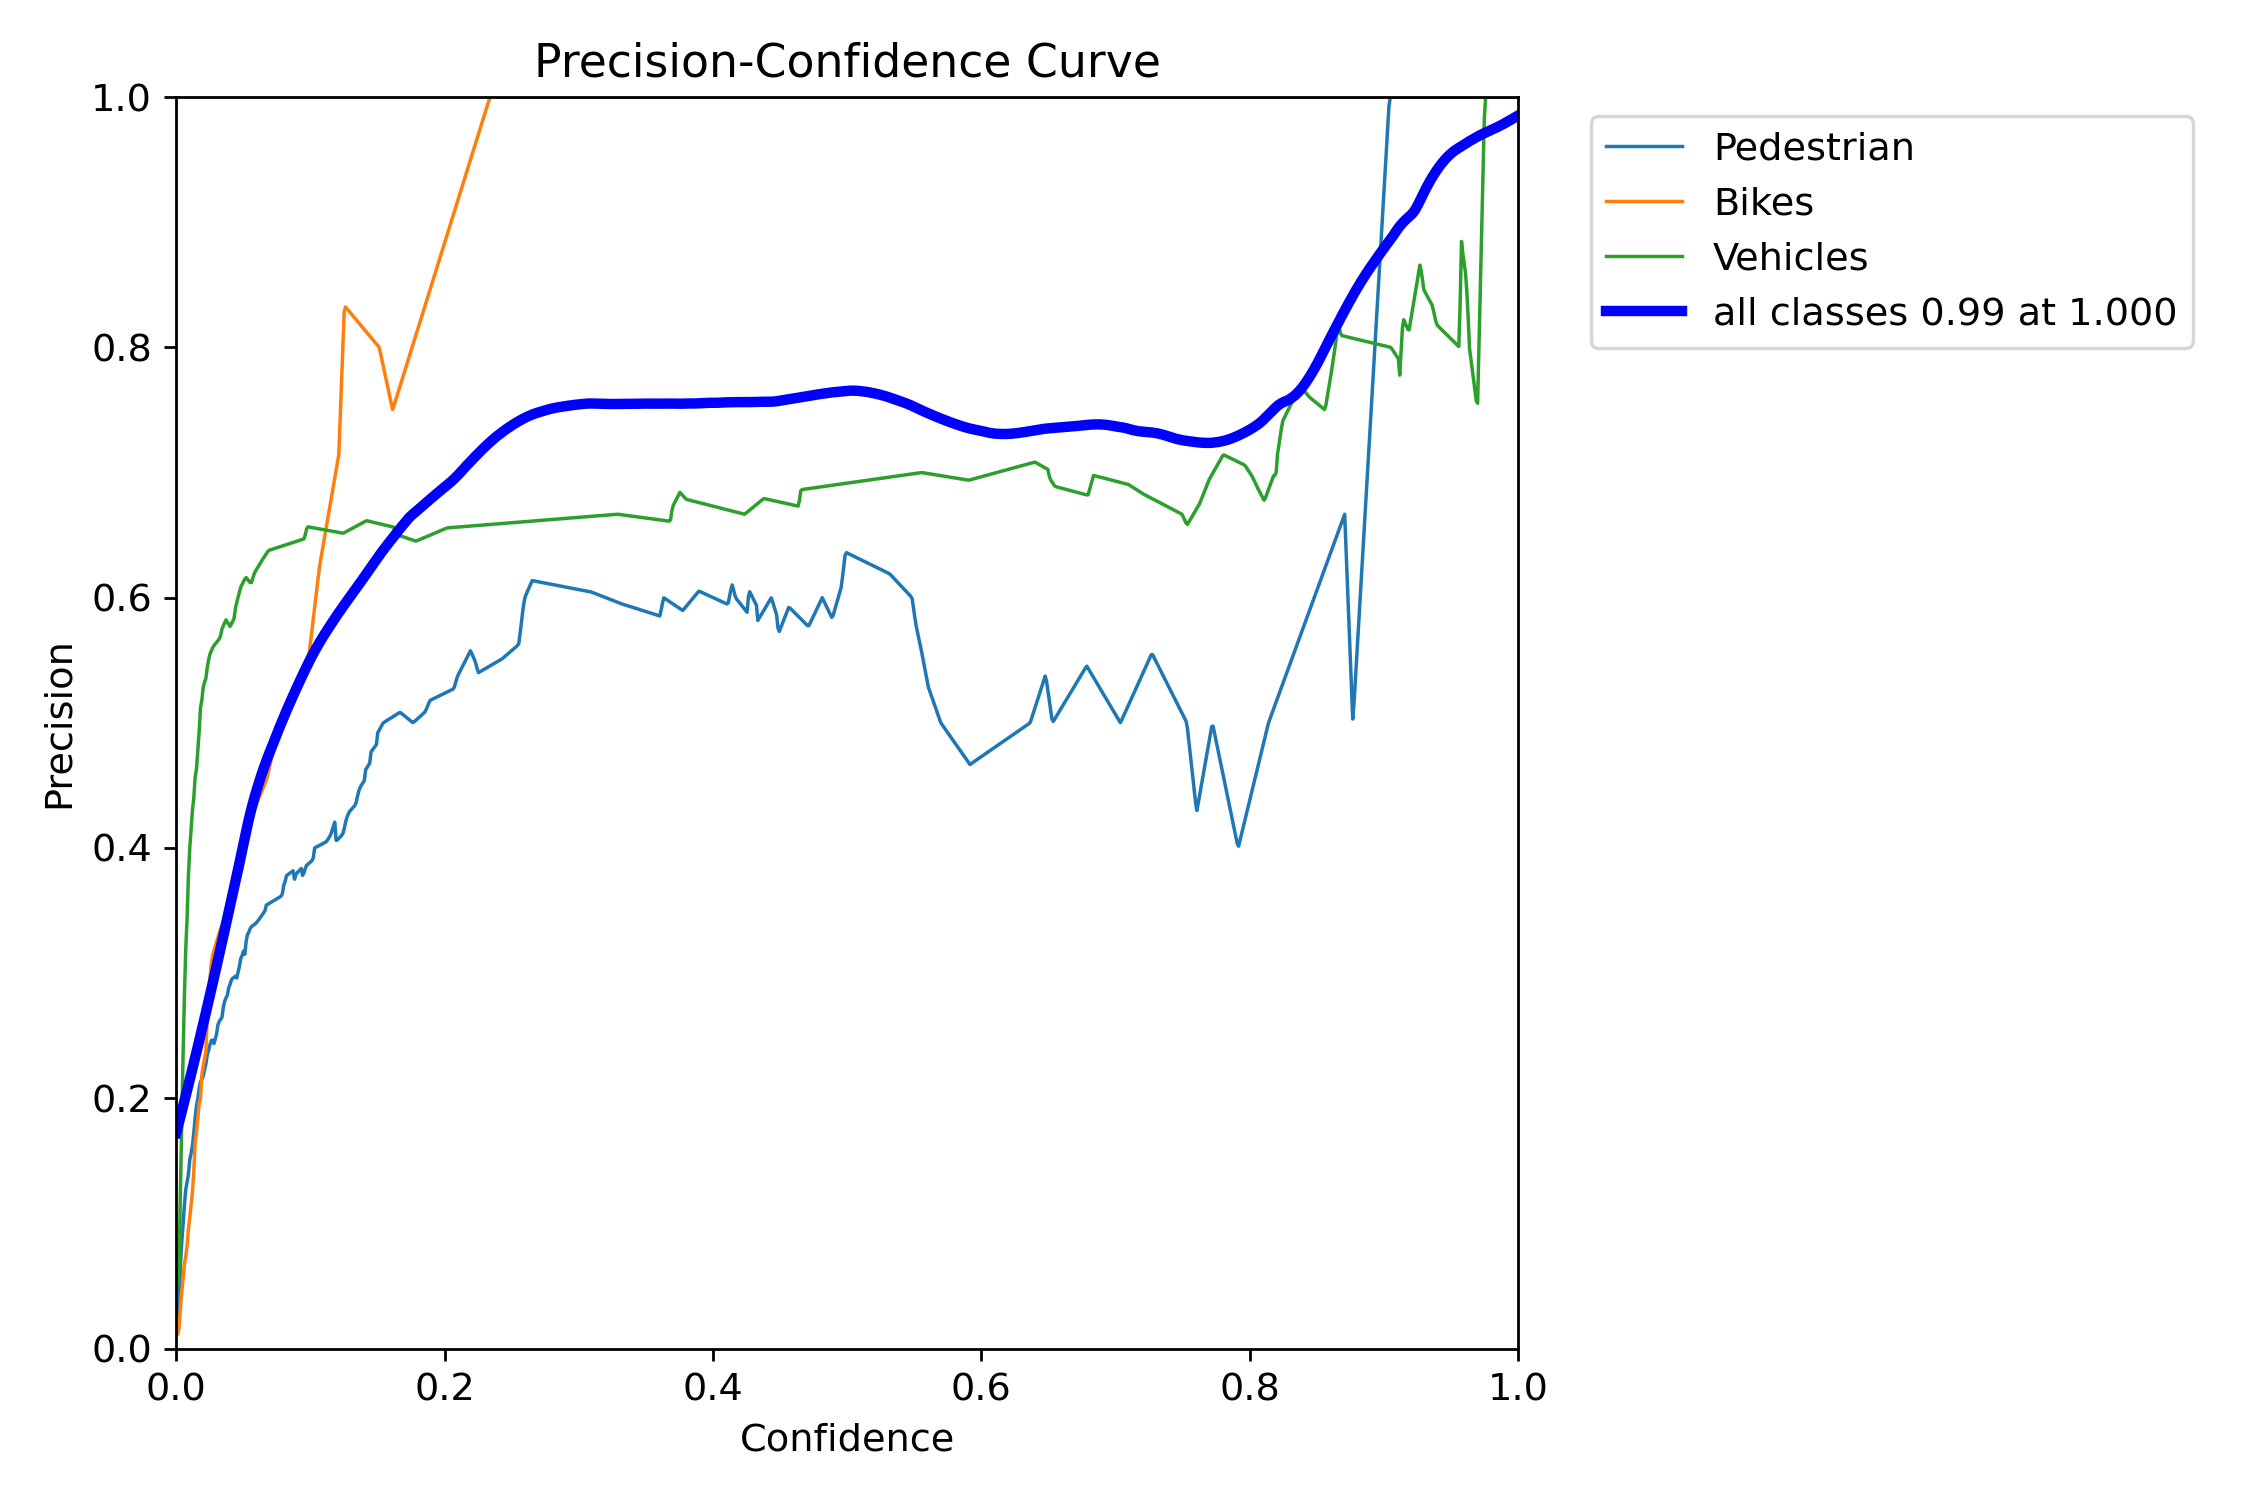 Precision-Confidence Curve
1.0
0.8
0.6
0.4
0.2
0.0
Precision
0.0 0.2 0.4 0.6 0.8 1.0
Confidence
Pedestrian
Bikes
Vehicles
all classes 0.99 at 1.000